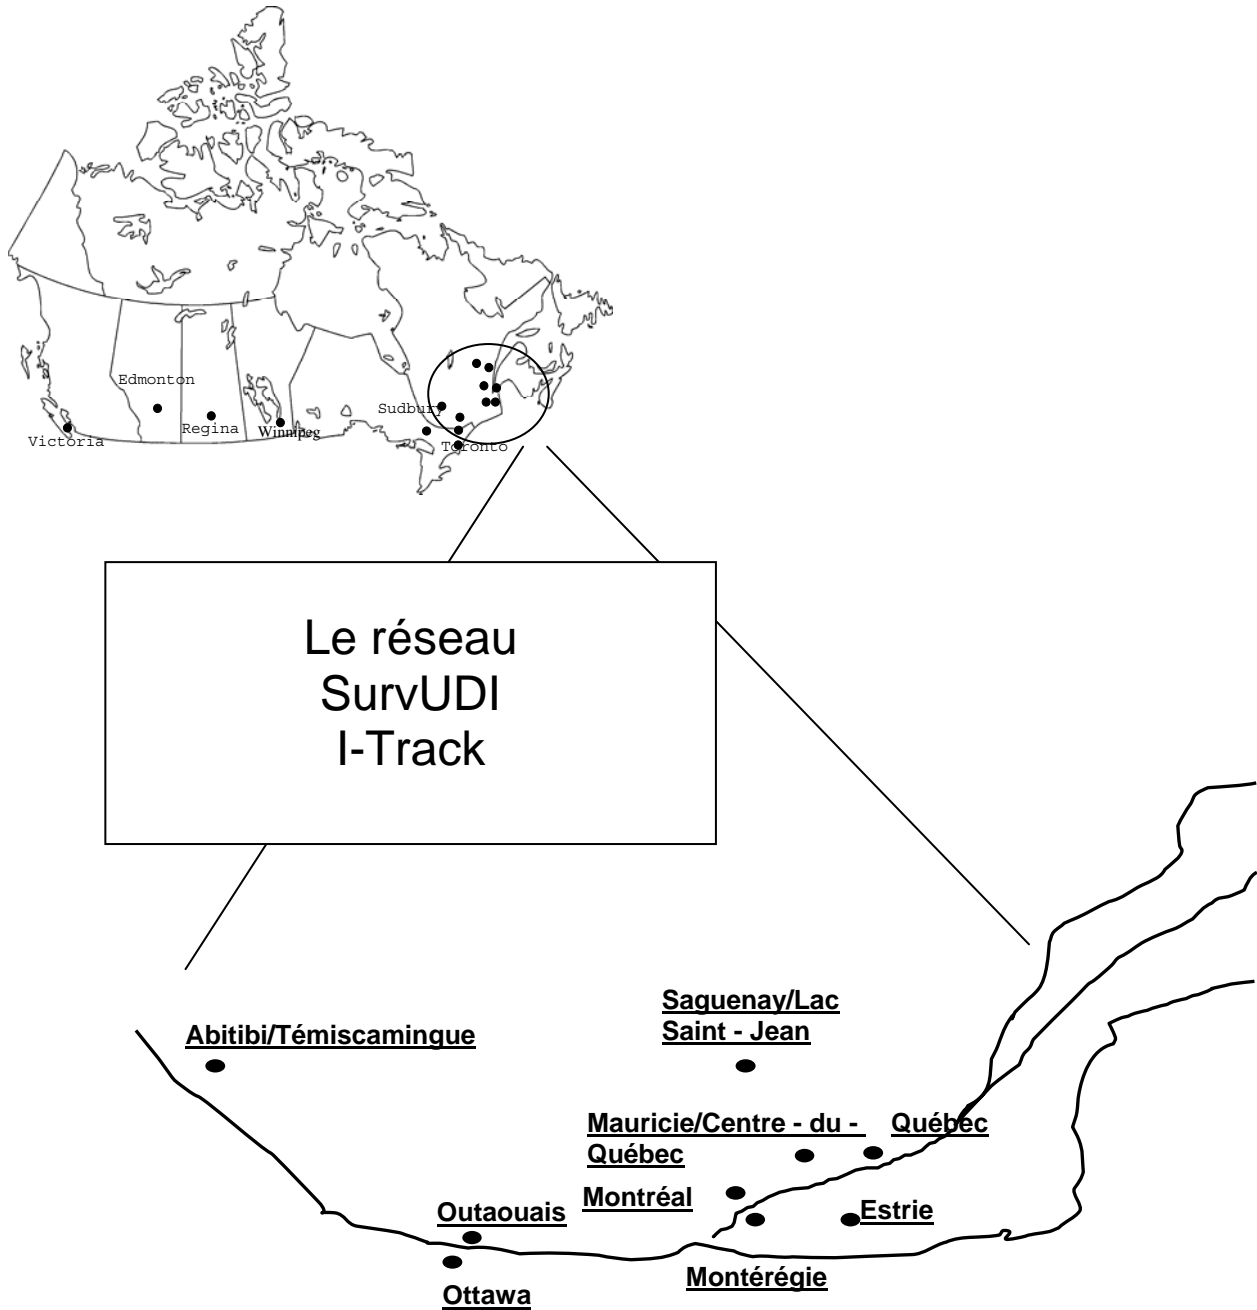 Edmonton
Sudbury
Regina
Winnipeg
Victoria
Toronto
Le réseau
SurvUDI
I-Track
Saguenay/Lac
Saint - Jean
Abitibi/Témiscamingue
Mauricie/Centre - du -
Québec
Québec
Montréal
Outaouais
Estrie
Montérégie
Ottawa